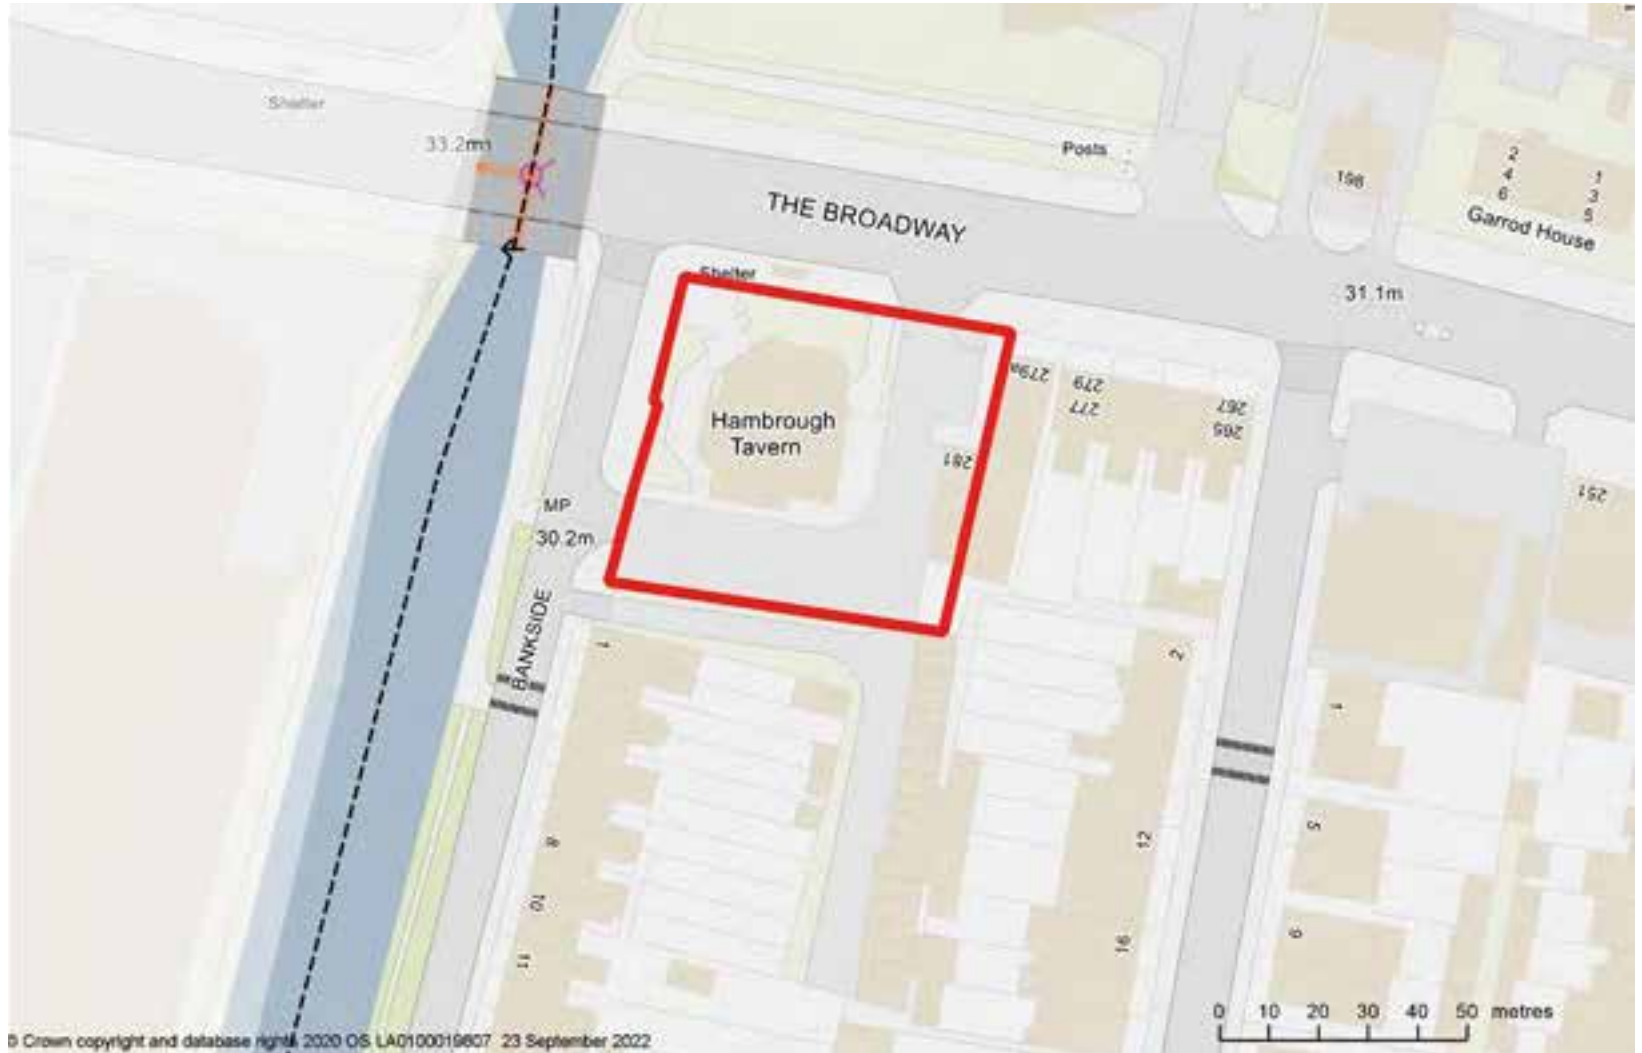 Shelter
33.2m
Posts
THE BROADWAY
198
2
4
6
1
3
5
Garrod House
31.1m
Shelter
Hambrough
Tavern
281
279a
279
277
267
265
251
MP
30.2m
BANKSIDE
1
2
1
8
12
5
10
16
9
11
0 10 20 30 40 50 metres
© Crown copyright and database rights 2020 OS LA0100019807 23 September 2022